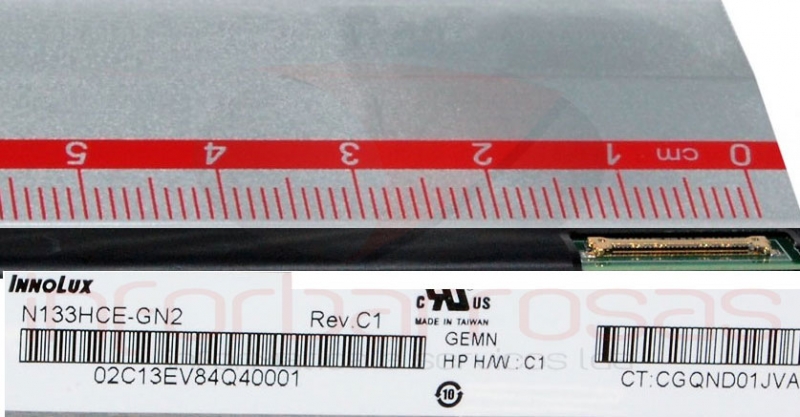 5 4 3 2 1 cm 0
INNOLUX
N133HCE-GN2 Rev.C1
02C13EV84Q40001
c US
MADE IN TAIWAN
GEMN
HP H/W :C1
10
CT:CGQND01JVA